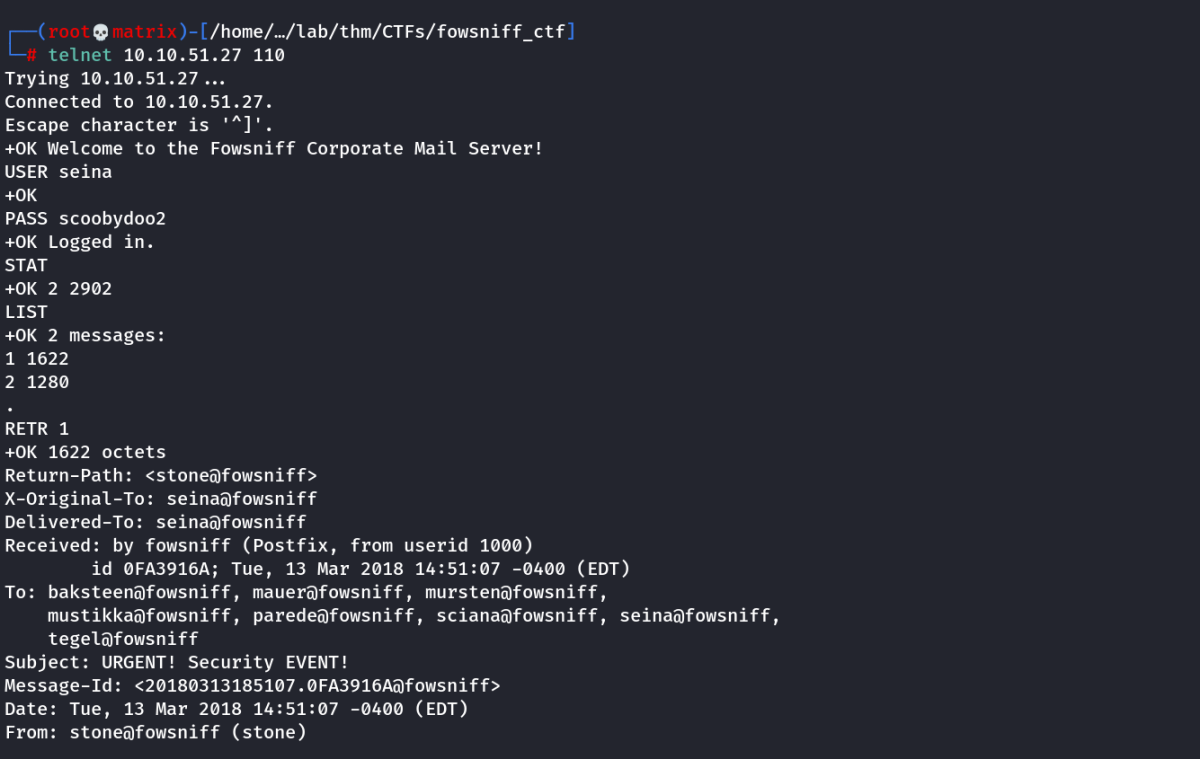 ┌──(root💀matrix)-[/home/…/lab/thm/CTFs/fowsniff_ctf]
└─# telnet 10.10.51.27 110
Trying 10.10.51.27...
Connected to 10.10.51.27.
Escape character is '^]'.
+OK Welcome to the Fowsniff Corporate Mail Server!
USER seina
+OK
PASS scoobydoo2
+OK Logged in.
STAT
+OK 2 2902
LIST
+OK 2 messages:
1 1622
2 1280
.
RETR 1
+OK 1622 octets
Return-Path: <stone@fowsniff>
X-Original-To: seina@fowsniff
Delivered-To: seina@fowsniff
Received: by fowsniff (Postfix, from userid 1000)
        id 0FA3916A; Tue, 13 Mar 2018 14:51:07 -0400 (EDT)
To: baksteen@fowsniff, mauer@fowsniff, mursten@fowsniff,
    mustikka@fowsniff, parede@fowsniff, sciana@fowsniff, seina@fowsniff,
    tegel@fowsniff
Subject: URGENT! Security EVENT!
Message-Id: <20180313185107.0FA3916A@fowsniff>
Date: Tue, 13 Mar 2018 14:51:07 -0400 (EDT)
From: stone@fowsniff (stone)